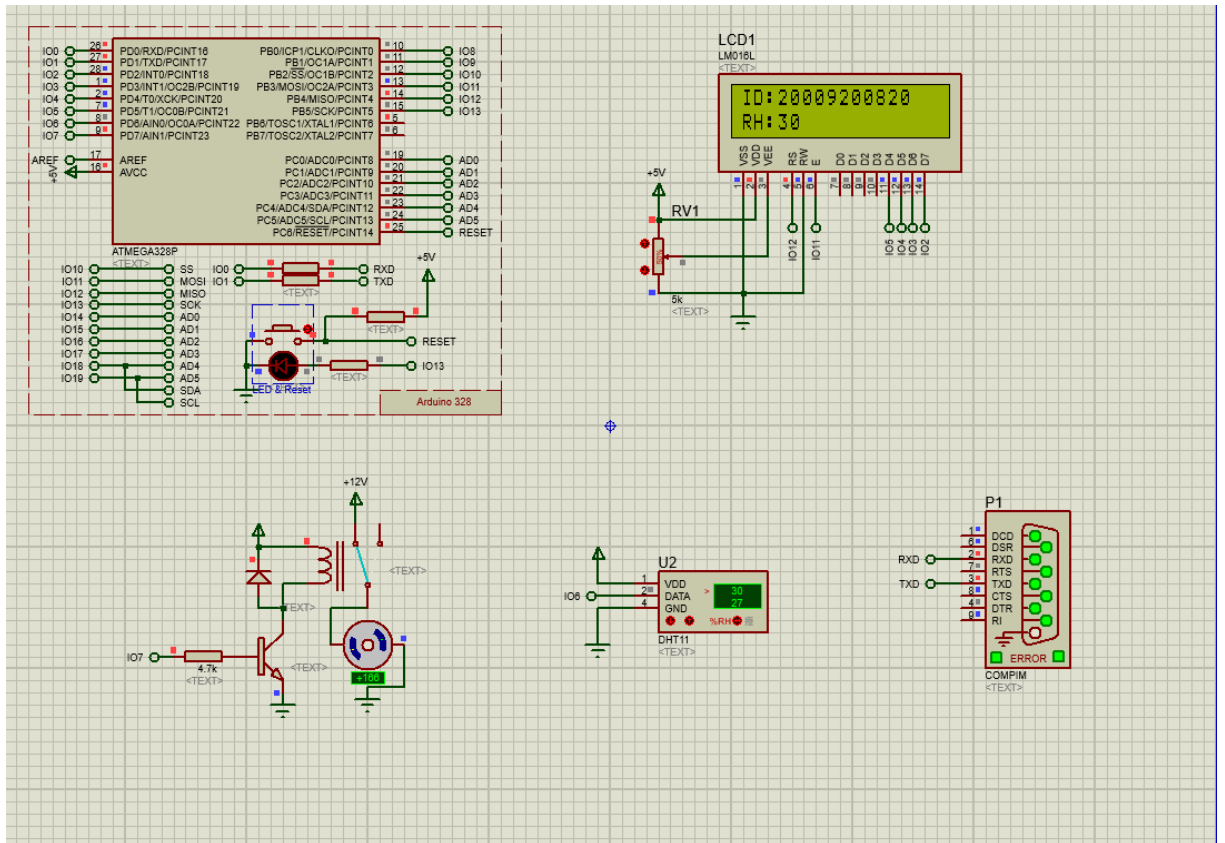 IO0 26 PD0/RXD/PCINT16 PB0/ICP1/CLKO/PCINT0 10 IO8
IO1 27 PD1/TXD/PCINT17 PB1/OC1A/PCINT1 11 IO9
IO2 28 PD2/INT0/PCINT18 PB2/SS/OC1B/PCINT2 12 IO10
IO3 1 PD3/INT1/OC2B/PCINT19 PB3/MOSI/OC2A/PCINT3 13 IO11
IO4 2 PD4/T0/XCK/PCINT20 PB4/MISO/PCINT4 14 IO12
IO5 7 PD5/T1/OC0B/PCINT21 PB5/SCK/PCINT5 15 IO13
IO6 8 PD6/AIN0/OC0A/PCINT22 PB6/TOSC1/XTAL1/PCINT6 5
IO7 9 PD7/AIN1/PCINT23 PB7/TOSC2/XTAL2/PCINT7 6
AREF 17 AREF PC0/ADC0/PCINT8 19 AD0
+5V 16 AVCC PC1/ADC1/PCINT9 20 AD1
PC2/ADC2/PCINT10 21 AD2
PC3/ADC3/PCINT11 22 AD3
PC4/ADC4/SDA/PCINT12 23 AD4
PC5/ADC5/SCL/PCINT13 24 AD5
PC6/RESET/PCINT14 25 RESET
ATMEGA328P
<TEXT>
IO10 SS
IO11 MOSI
IO12 MISO
IO13 SCK
IO14 AD0
IO15 AD1
IO16 AD2
IO17 AD3
IO18 AD4
IO19 AD5
SDA
SCL
IO0 RXD
IO1 TXD
<TEXT>
+5V
<TEXT>
RESET
IO13
<TEXT>
LED & Reset
Arduino 328
LCD1
LM016L
<TEXT>
ID:20009200820
RH:30
VSS VDD VEE RS RW E D0 D1 D2 D3 D4 D5 D6 D7
1 2 3 4 5 6 7 8 9 10 11 12 13 14
IO12 IO11 IO5 IO4 IO3 IO2
+5V
RV1
50%
5k
<TEXT>
+12V
<TEXT>
<TEXT>
IO7
4.7k
<TEXT>
<TEXT>
+166
U2
1 VDD
IO6 2 DATA
4 GND
> 30
27
%RH
DHT11
<TEXT>
P1
1 DCD
6 DSR
RXD 2 RXD
7 RTS
TXD 3 TXD
8 CTS
4 DTR
9 RI
ERROR
COMPIM
<TEXT>